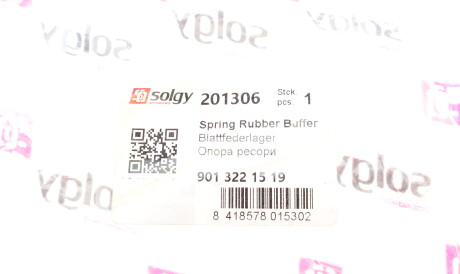 solgy
solgy
solgy 201306 Stck. pcs. 1
Spring Rubber Buffer
Blattfederlager
Опора ресори
901 322 15 19
8 418578 015302
solgy
solgy